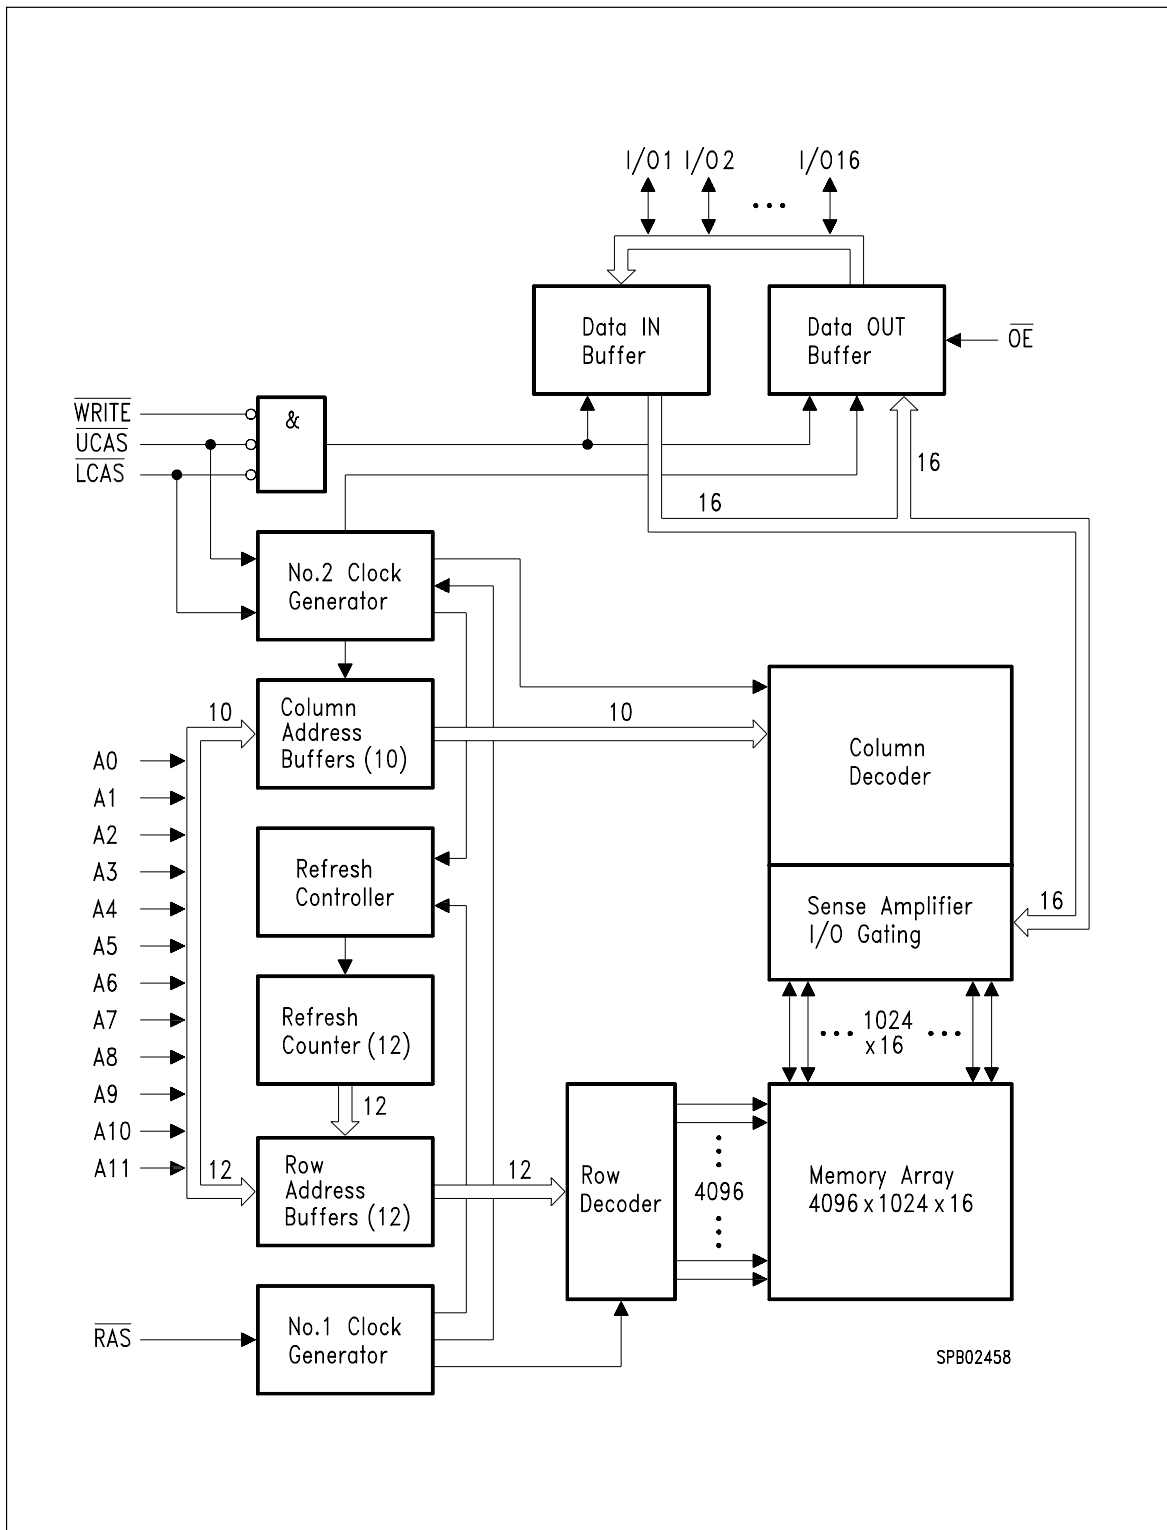 I/O1 I/O2 ... I/O16
Data IN
Buffer
Data OUT
Buffer
OE
WRITE
UCAS
LCAS
&
16
16
No.2 Clock
Generator
10
Column
Address
Buffers (10)
10
Column
Decoder
A0
A1
A2
A3
A4
A5
A6
A7
A8
A9
A10
A11
Refresh
Controller
Sense Amplifier
I/O Gating
16
Refresh
Counter (12)
... 1024 ...
x 16
12
12
Row
Address
Buffers (12)
12
Row
Decoder
4096
Memory Array
4096 x 1024 x 16
RAS
No.1 Clock
Generator
SPB02458